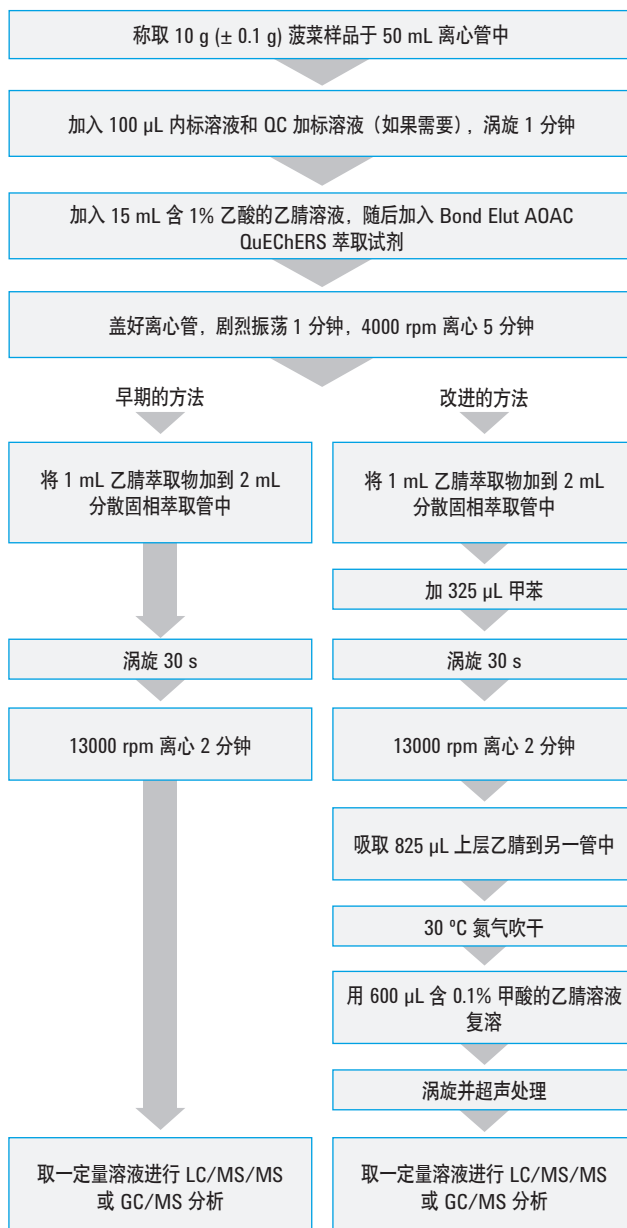 称取 10 g (± 0.1 g) 菠菜样品于 50 mL 离心管中
加入 100 µL 内标溶液和 QC 加标溶液（如果需要），涡旋 1 分钟
加入 15 mL 含 1% 乙酸的乙腈溶液，随后加入 Bond Elut AOAC
QuEChERS 萃取试剂
盖好离心管，剧烈振荡 1 分钟，4000 rpm 离心 5 分钟
早期的方法
将 1 mL 乙腈萃取物加到 2 mL
分散固相萃取管中
涡旋 30 s
13000 rpm 离心 2 分钟
取一定量溶液进行 LC/MS/MS
或 GC/MS 分析
改进的方法
将 1 mL 乙腈萃取物加到 2 mL
分散固相萃取管中
加 325 µL 甲苯
涡旋 30 s
13000 rpm 离心 2 分钟
吸取 825 µL 上层乙腈到另一管中
30 ºC 氮气吹干
用 600 µL 含 0.1% 甲酸的乙腈溶液
复溶
涡旋并超声处理
取一定量溶液进行 LC/MS/MS
或 GC/MS 分析